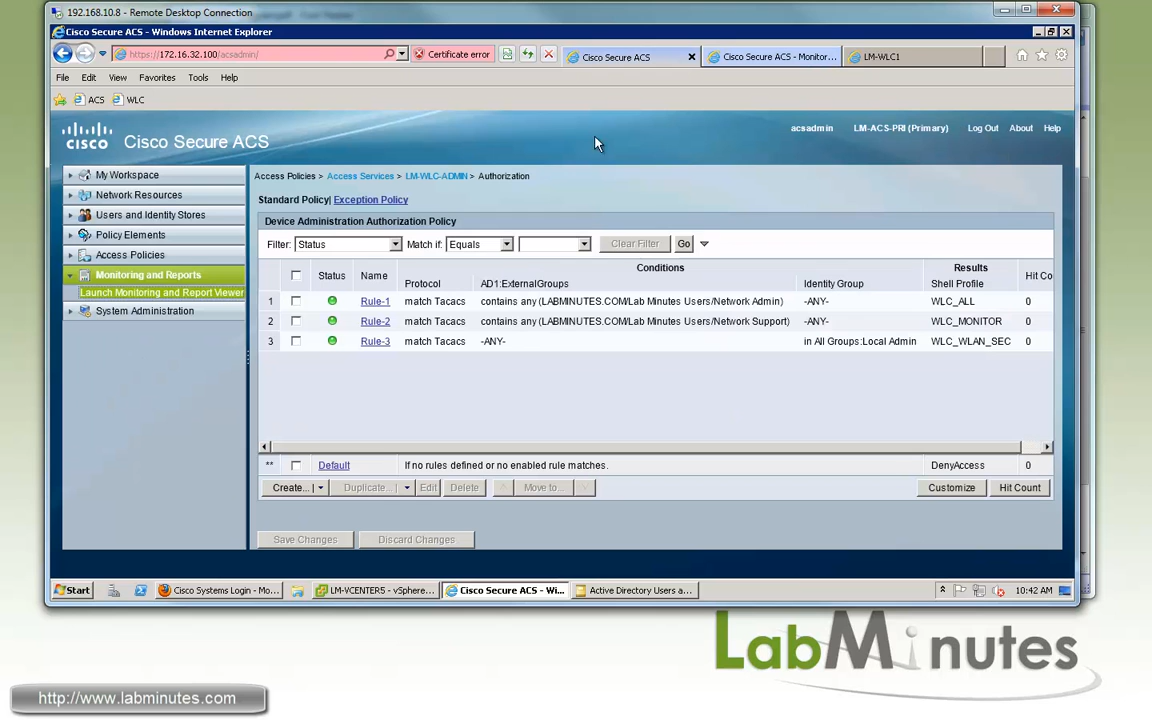 192.168.10.8 - Remote Desktop Connection
Cisco Secure ACS - Windows Internet Explorer
https://172.16.32.100/acsadmin/
Certificate error
Cisco Secure ACS
Cisco Secure ACS - Monitor...
LM-WLC1
File Edit View Favorites Tools Help
ACS WLC
cisco Cisco Secure ACS
acsadmin LM-ACS-PRI (Primary) Log Out About Help
My Workspace
Network Resources
Users and Identity Stores
Policy Elements
Access Policies
Monitoring and Reports
Launch Monitoring and Report Viewer
System Administration
Access Policies > Access Services > LM-WLC-ADMIN > Authorization
Standard Policy| Exception Policy
Device Administration Authorization Policy
Filter: Status Match if: Equals Clear Filter Go
Conditions Results
Status Name Protocol AD1:ExternalGroups Identity Group Shell Profile Hit Co
1 Rule-1 match Tacacs contains any (LABMINUTES.COM/Lab Minutes Users/Network Admin) -ANY- WLC_ALL 0
2 Rule-2 match Tacacs contains any (LABMINUTES.COM/Lab Minutes Users/Network Support) -ANY- WLC_MONITOR 0
3 Rule-3 match Tacacs -ANY- in All Groups:Local Admin WLC_WLAN_SEC 0
** Default If no rules defined or no enabled rule matches. DenyAccess 0
Create... Duplicate... Edit Delete Move to... Customize Hit Count
Save Changes Discard Changes
Start Cisco Systems Login - Mo... LM-VCENTER5 - vSphere... Cisco Secure ACS - Wi... Active Directory Users a... 10:42 AM
LabMinutes
http://www.labminutes.com